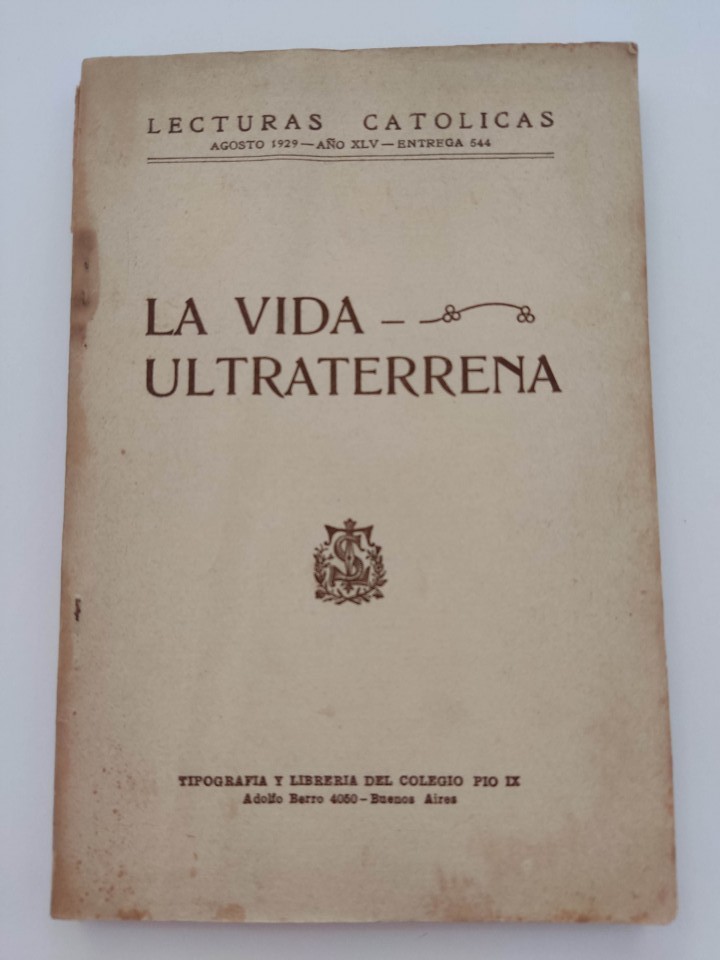 LECTURAS CATOLICAS
AGOSTO 1929—AÑO XLV—ENTREGA 544
LA VIDA –
ULTRATERRENA
TIPOGRAFIA Y LIBRERIA DEL COLEGIO PIO IX
Adolfo Berro 4050–Buenos Aires